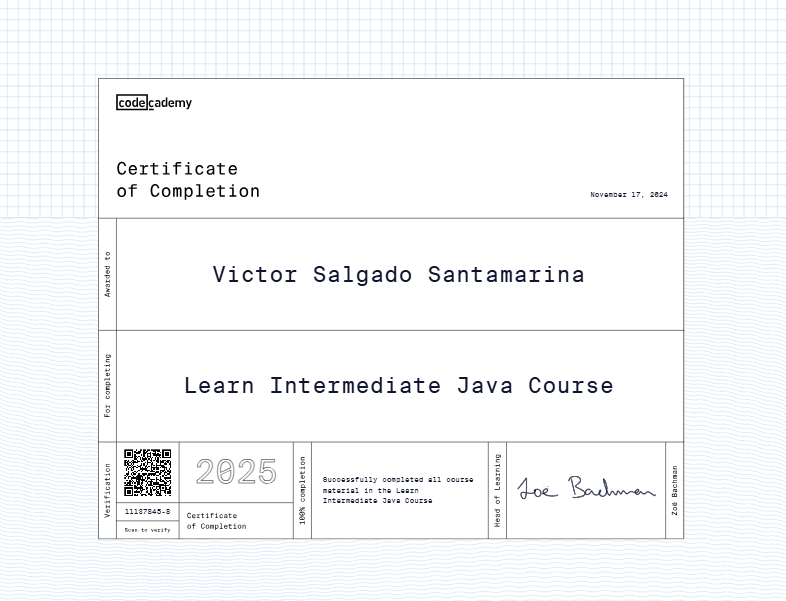 codecademy
Certificate
of Completion
November 17, 2024
Awarded to
Victor Salgado Santamarina
For completing
Learn Intermediate Java Course
Verification
11137845-8
Scan to verify
2025
Certificate
of Completion
100% completion
Successfully completed all course
material in the Learn
Intermediate Java Course
Head of Learning
Zoë Bachman
Zoë Bachman